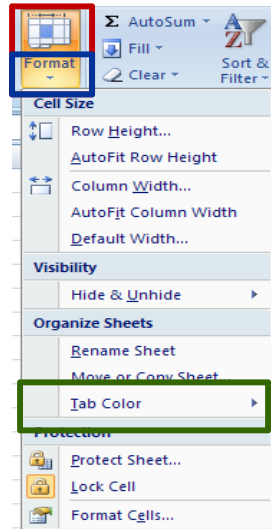 Σ AutoSum
Fill
Clear
Format
Sort &
Filter
Cell Size
Row Height...
AutoFit Row Height
Column Width...
AutoFit Column Width
Default Width...
Visibility
Hide & Unhide
Organize Sheets
Rename Sheet
Move or Copy Sheet...
Tab Color
Protection
Protect Sheet...
Lock Cell
Format Cells...